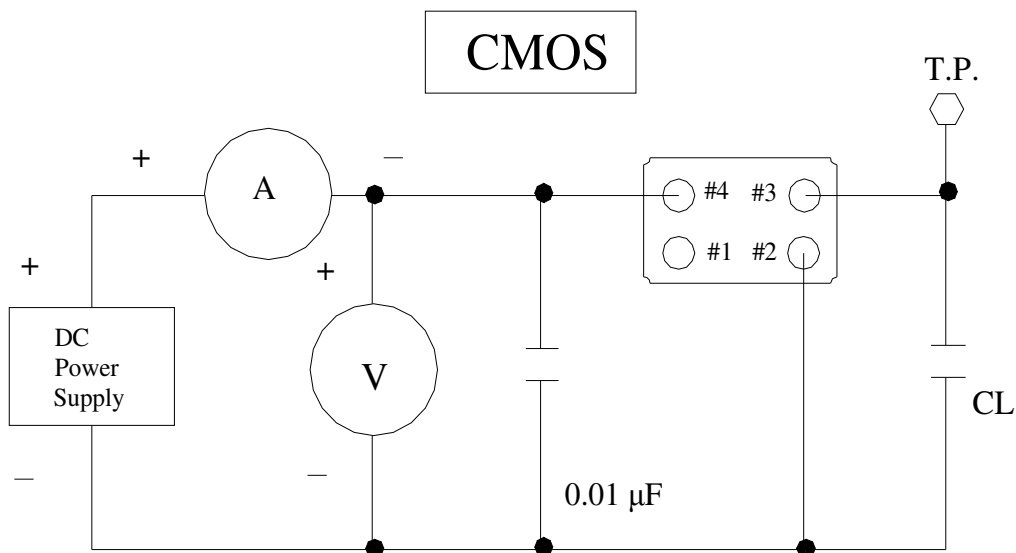 CMOS
T.P.
+
−
A
#4 #3
#1 #2
+
+
DC
Power
Supply
V
CL
−
−
0.01 μF